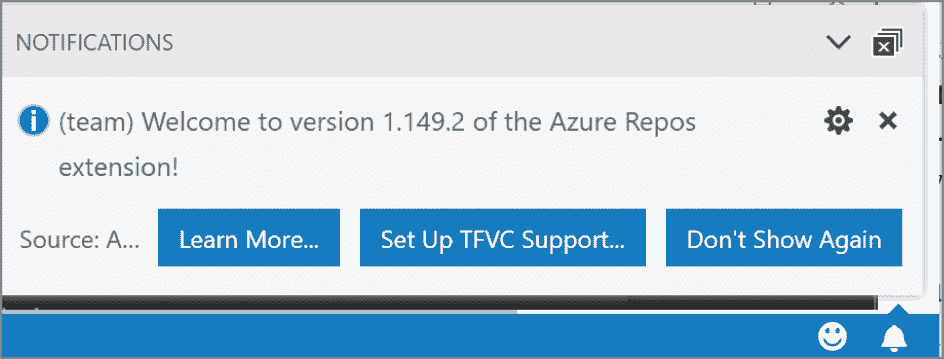 NOTIFICATIONS
(team) Welcome to version 1.149.2 of the Azure Repos
extension!
Source: A... Learn More... Set Up TFVC Support... Don't Show Again